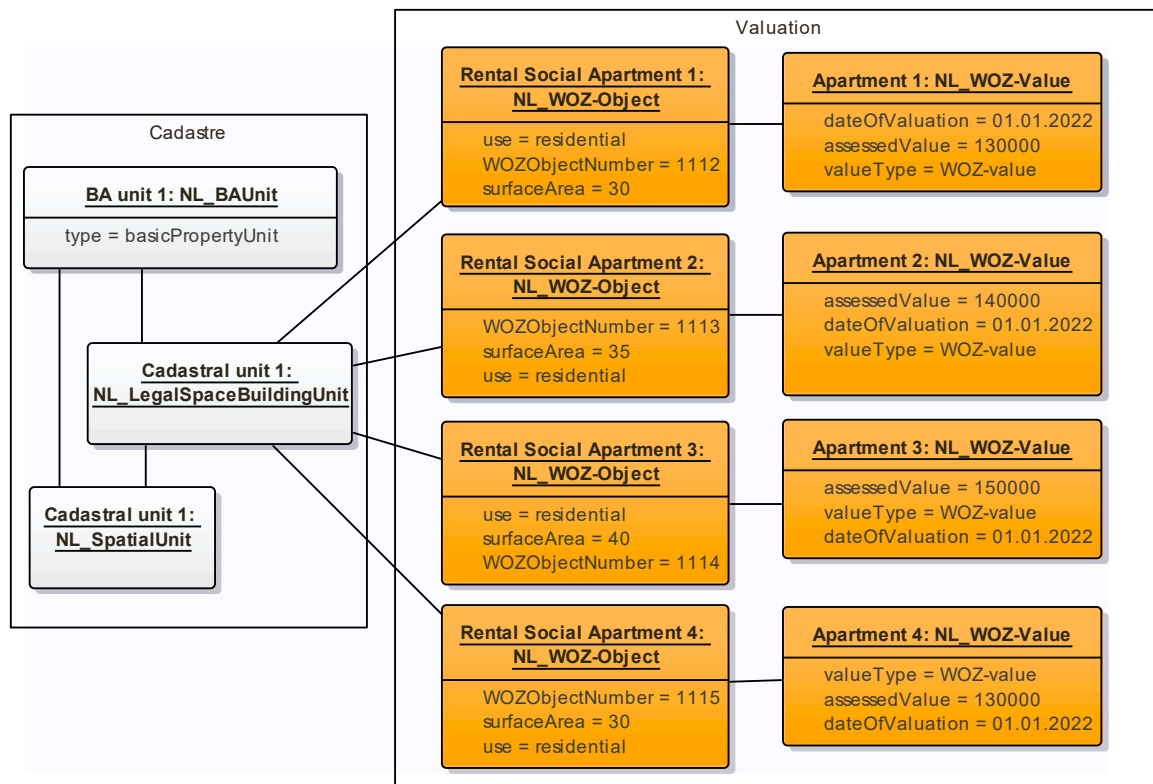 Valuation
Cadastre
BA unit 1: NL_BAUnit
type = basicPropertyUnit
Cadastral unit 1:
NL_LegalSpaceBuildingUnit
Cadastral unit 1:
NL_SpatialUnit
Rental Social Apartment 1:
NL_WOZ-Object
use = residential
WOZObjectNumber = 1112
surfaceArea = 30
Apartment 1: NL_WOZ-Value
dateOfValuation = 01.01.2022
assessedValue = 130000
valueType = WOZ-value
Rental Social Apartment 2:
NL_WOZ-Object
WOZObjectNumber = 1113
surfaceArea = 35
use = residential
Apartment 2: NL_WOZ-Value
assessedValue = 140000
dateOfValuation = 01.01.2022
valueType = WOZ-value
Rental Social Apartment 3:
NL_WOZ-Object
use = residential
surfaceArea = 40
WOZObjectNumber = 1114
Apartment 3: NL_WOZ-Value
assessedValue = 150000
valueType = WOZ-value
dateOfValuation = 01.01.2022
Rental Social Apartment 4:
NL_WOZ-Object
WOZObjectNumber = 1115
surfaceArea = 30
use = residential
Apartment 4: NL_WOZ-Value
valueType = WOZ-value
assessedValue = 130000
dateOfValuation = 01.01.2022